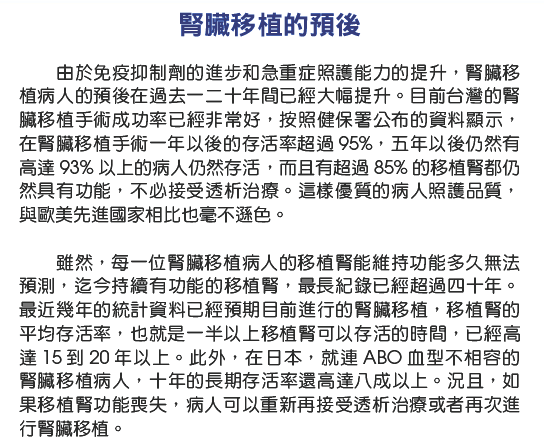 腎臟移植的預後
由於免疫抑制劑的進步和急重症照護能力的提升，腎臟移
植病人的預後在過去一二十年間已經大幅提升。目前台灣的腎
臟移植手術成功率已經非常好，按照健保署公布的資料顯示，
在腎臟移植手術一年以後的存活率超過 95%，五年以後仍然有
高達 93% 以上的病人仍然存活，而且有超過 85% 的移植腎都仍
然具有功能，不必接受透析治療。這樣優質的病人照護品質，
與歐美先進國家相比也毫不遜色。
雖然，每一位腎臟移植病人的移植腎能維持功能多久無法
預測，迄今持續有功能的移植腎，最長紀錄已經超過四十年。
最近幾年的統計資料已經預期目前進行的腎臟移植，移植腎的
平均存活率，也就是一半以上移植腎可以存活的時間，已經高
達 15 到 20 年以上。此外，在日本，就連 ABO 血型不相容的
腎臟移植病人，十年的長期存活率還高達八成以上。況且，如
果移植腎功能喪失，病人可以重新再接受透析治療或者再次進
行腎臟移植。